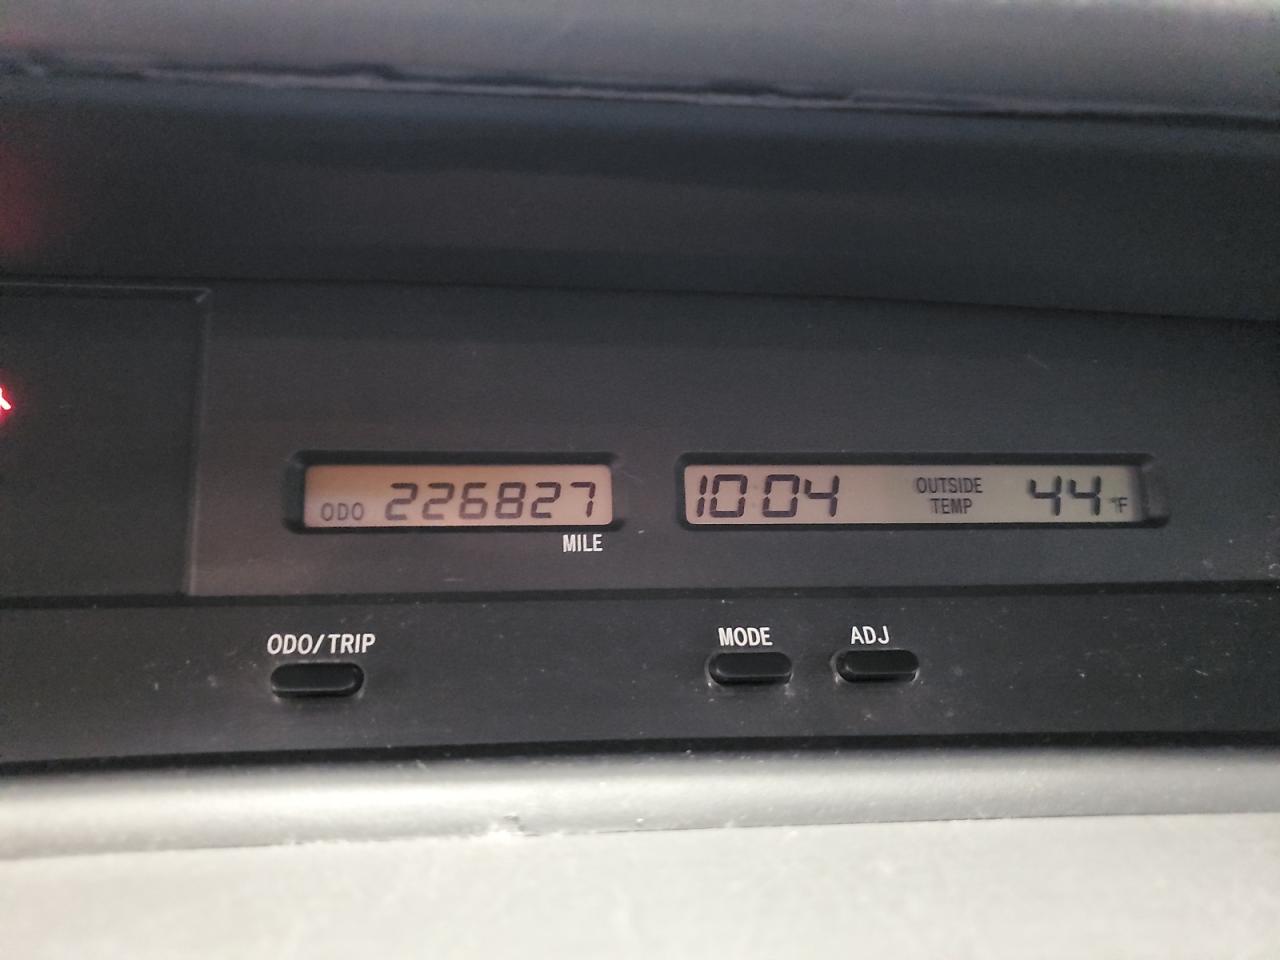 ODO 226827
MILE
10 04 OUTSIDE TEMP 44°F
ODO/TRIP
MODE ADJ